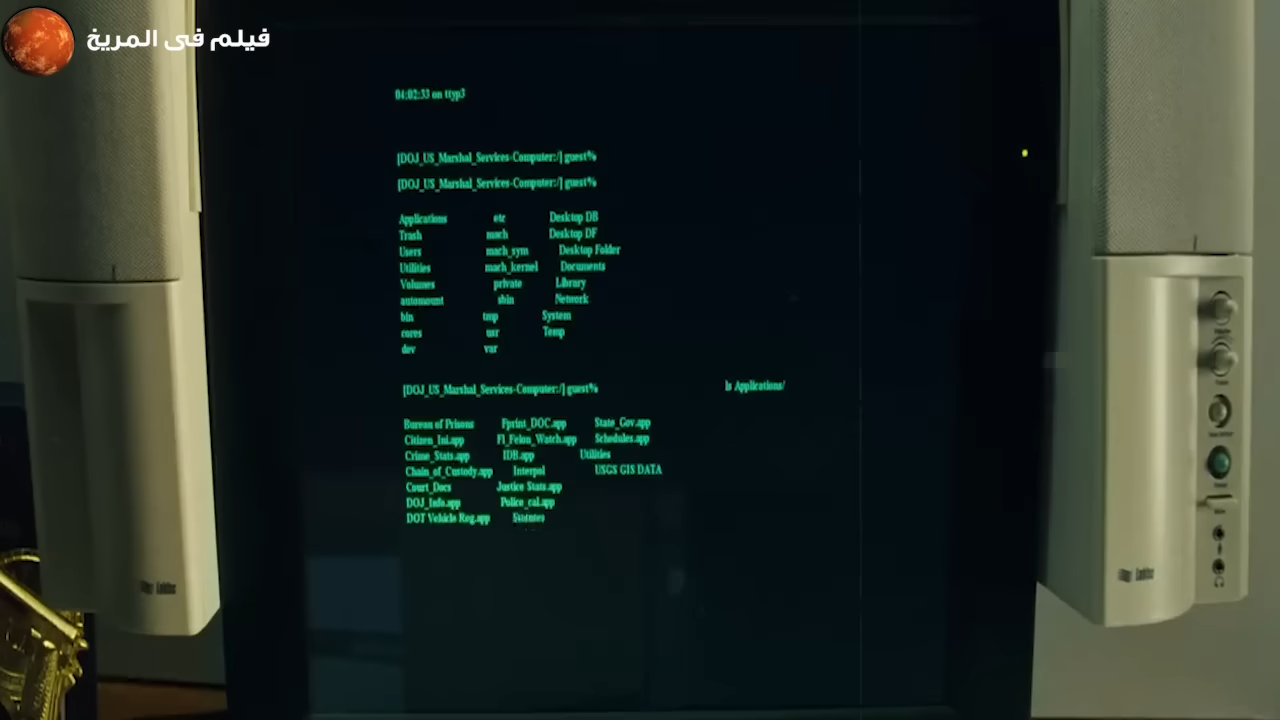 فيلم فى المريخ
04:02:33 on ttyp3
[DOJ_US_Marshal_Services-Computer:/] guest%
[DOJ_US_Marshal_Services-Computer:/] guest%
Applications etc Desktop DB
Trash mach Desktop DF
Users mach_sym Desktop Folder
Utilities mach_kernel Documents
Volumes private Library
automount sbin Network
bin tmp System
cores usr Temp
dev var
[DOJ_US_Marshal_Services-Computer:/] guest% ls Applications/
Bureau of Prisons Fprint_DOC.app State_Gov.app
Citizen_Ini.app Fl_Felon_Watch.app Schedules.app
Crime_Stats.app IDB.app Utilities
Chain_of_Custody.app Interpol USGS GIS DATA
Court_Docs Justice Stats.app
DOJ_Info.app Police_cal.app
DOT Vehicle Reg.app Statutes